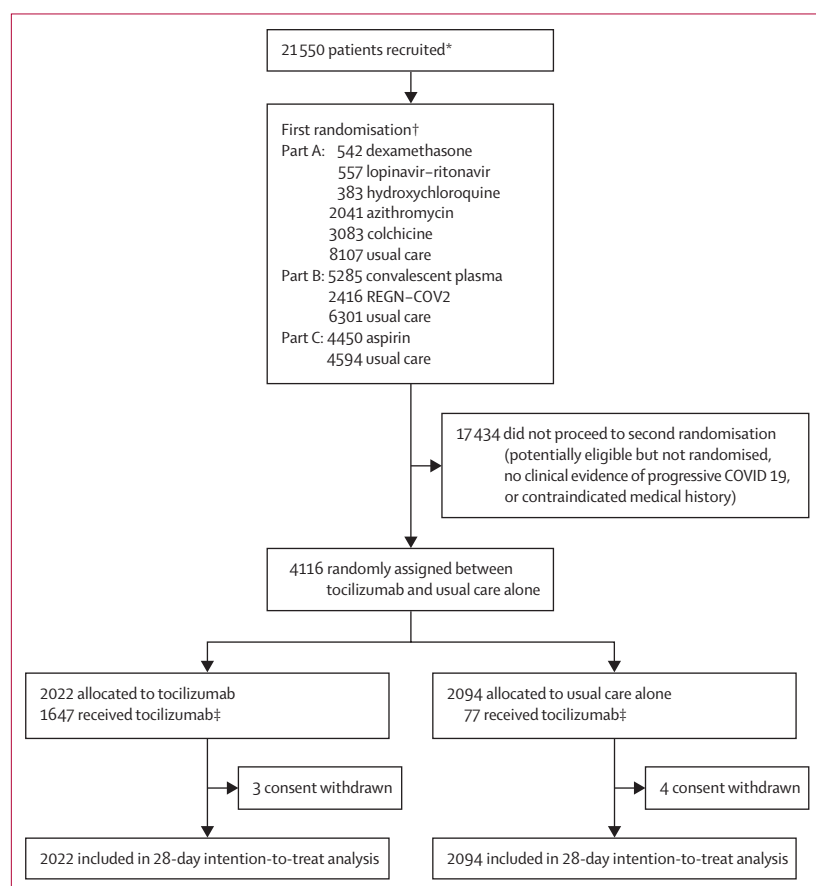 21 550 patients recruited*
First randomisation†
Part A: 542 dexamethasone
557 lopinavir–ritonavir
383 hydroxychloroquine
2041 azithromycin
3083 colchicine
8107 usual care
Part B: 5285 convalescent plasma
2416 REGN–COV2
6301 usual care
Part C: 4450 aspirin
4594 usual care
17 434 did not proceed to second randomisation
(potentially eligible but not randomised,
no clinical evidence of progressive COVID 19,
or contraindicated medical history)
4116 randomly assigned between
tocilizumab and usual care alone
2022 allocated to tocilizumab
1647 received tocilizumab‡
2094 allocated to usual care alone
77 received tocilizumab‡
3 consent withdrawn
4 consent withdrawn
2022 included in 28-day intention-to-treat analysis
2094 included in 28-day intention-to-treat analysis